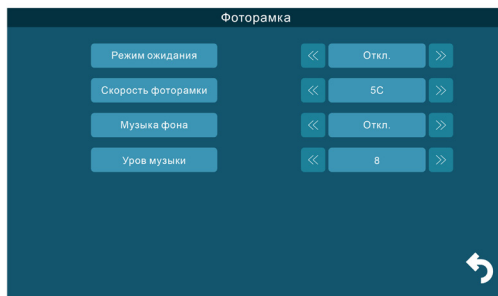 Фоторамка
Режим ожидания « Откл. »
Скорость фоторамки « 5С »
Музыка фона « Откл. »
Уров музыки « 8 »